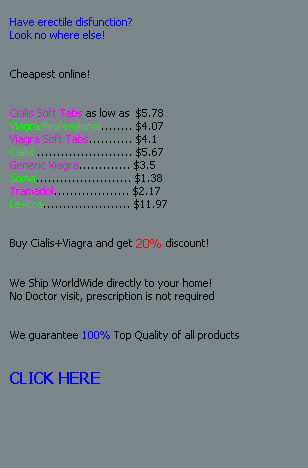 Have erectile disfunction?
Look no where else!
Cheapest online!
Cialis Soft Tabs as low as $5.78
Viagra Professional........ $4.07
Viagra Soft Tabs........... $4.1
Cialis........................ $5.67
Generic Viagra............. $3.5
Soma........................ $1.38
Tramadol................... $2.17
Levitra...................... $11.97
Buy Cialis+Viagra and get 20% discount!
We Ship WorldWide directly to your home!
No Doctor visit, prescription is not required
We guarantee 100% Top Quality of all products
CLICK HERE